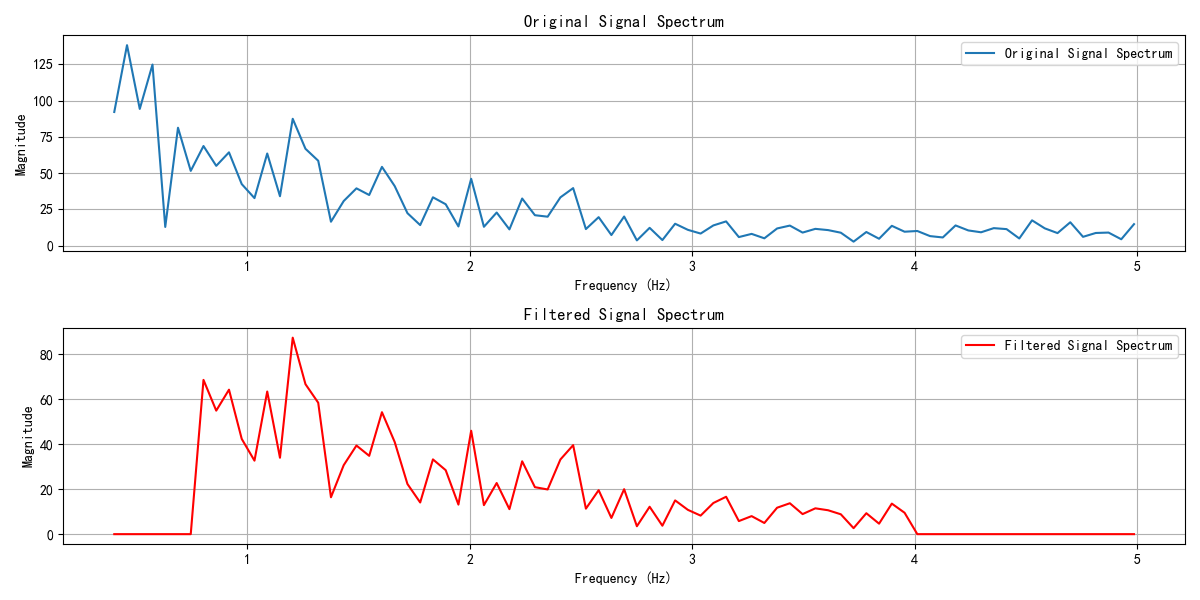 Original Signal Spectrum
Original Signal Spectrum
Magnitude
125
100
75
50
25
0
1 2 3 4 5
Frequency (Hz)
Filtered Signal Spectrum
Filtered Signal Spectrum
Magnitude
80
60
40
20
0
1 2 3 4 5
Frequency (Hz)